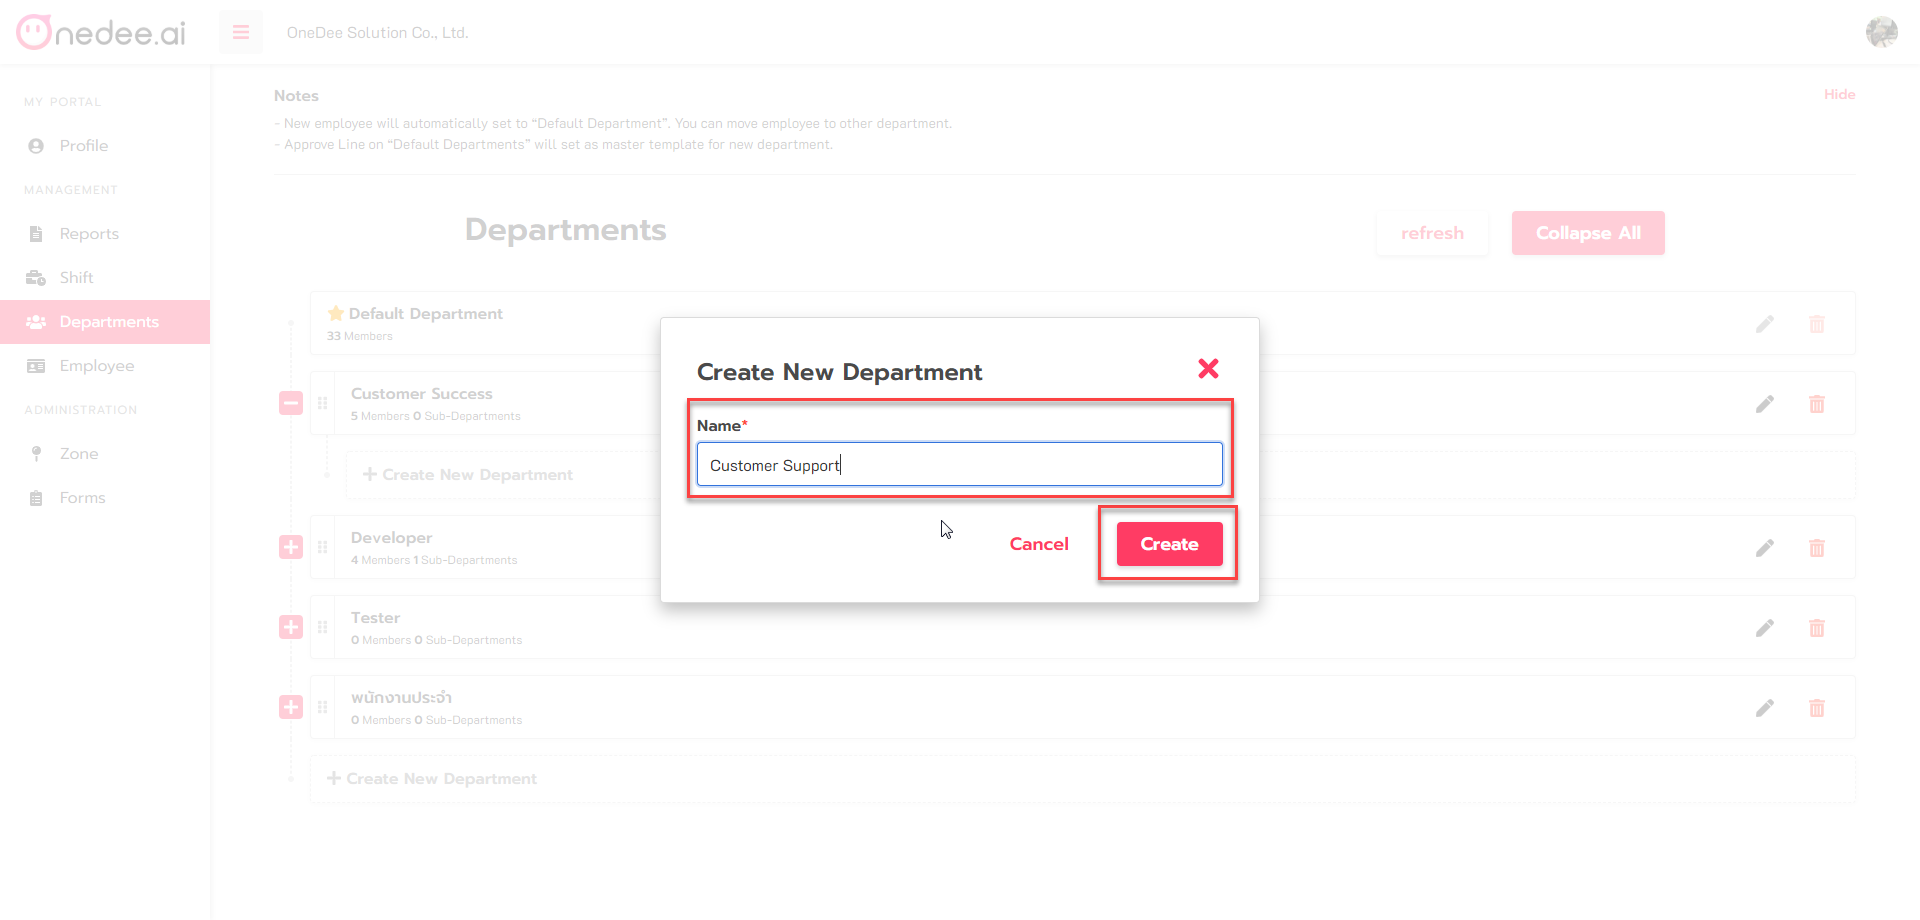 nedee.ai
OneDee Solution Co., Ltd.
MY PORTAL
Profile
MANAGEMENT
Reports
Shift
Departments
Employee
ADMINISTRATION
Zone
Forms
Notes
Hide
- New employee will automatically set to “Default Department”. You can move employee to other department.
- Approve Line on “Default Departments” will set as master template for new department.
Departments
refresh
Collapse All
Default Department
33 Members
Customer Success
5 Members 0 Sub-Departments
Create New Department
Developer
4 Members 1 Sub-Departments
Tester
0 Members 0 Sub-Departments
พนักงานประจำ
0 Members 0 Sub-Departments
Create New Department
Create New Department
Name*
Customer Support
Cancel
Create